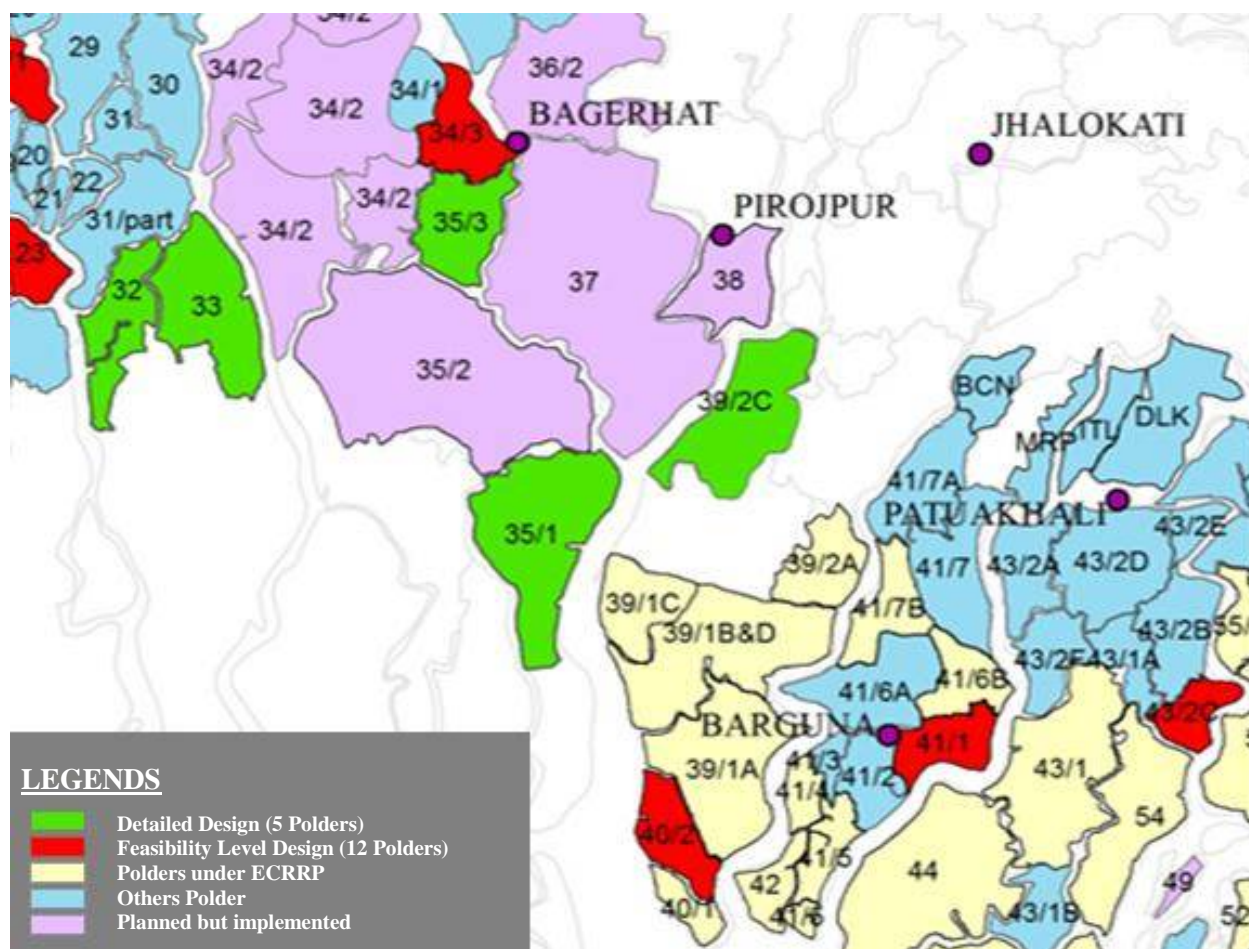 34/2
29
30
34/2
34/1
36/2
34/2
BAGERHAT
31
34/3
JHALOKATI
20
22
34/2
21
PIROJPUR
31/part
34/2
35/3
23
38
32
33
37
35/2
BCN
39/2C
DLK
MRP
ITL
41/7A
PATUAKHALI
43/2E
35/1
39/2A
41/7
43/2A
43/2D
39/1C
41/7B
39/1B&D
43/2B
55/
43/2F
43/1A
41/6A
41/6B
43/2C
BARGUNA
41/1
39/1A
41/3
41/2
43/1
41/4
54
40/2
41/5
42
44
49
40/1
41/6
43/1B
52
LEGENDS
Detailed Design (5 Polders)
Feasibility Level Design (12 Polders)
Polders under ECRRP
Others Polder
Planned but implemented